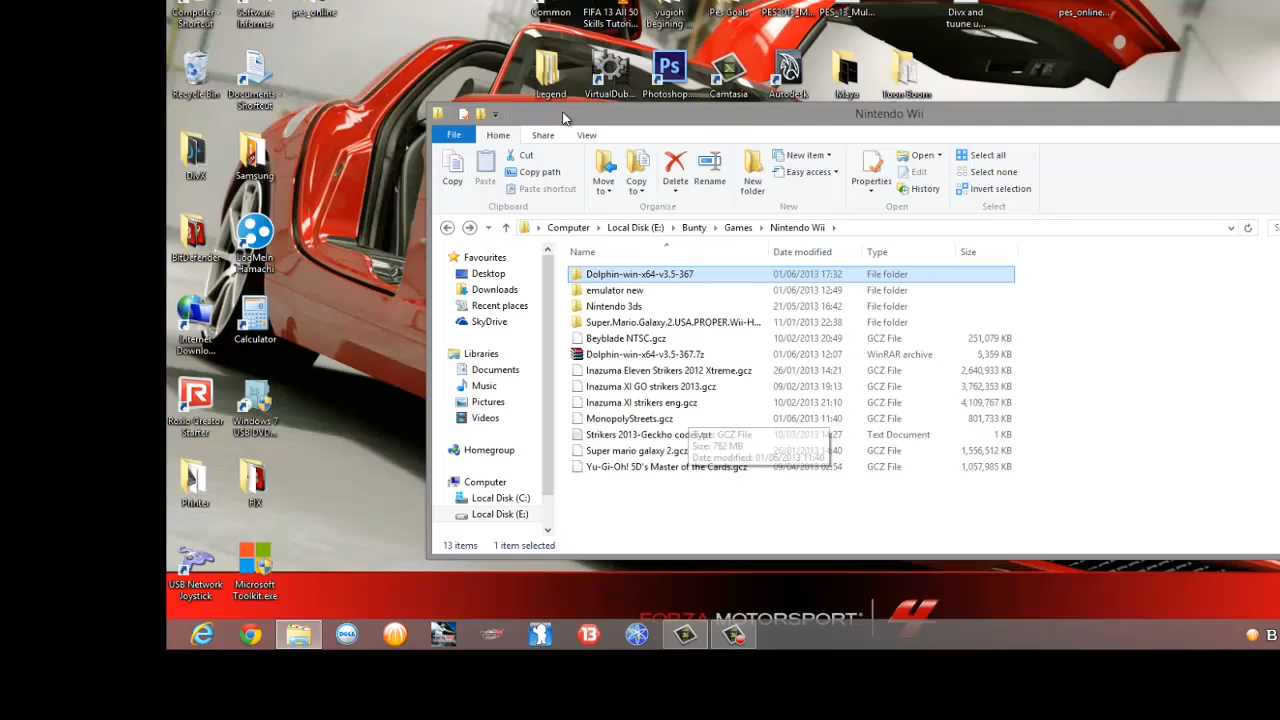 Computer - Shortcut
Software Informer
pes_online
Common
FIFA 13 All 50 Skills Tutori...
yugioh begining ...
Pes Goals
PES2013_M...
PES_13_Mul...
Divx and tuune u...
pes_online...
Recycle Bin
Documents - Shortcut
Legend
VirtualDub...
Photoshop...
Camtasia
Autodesk
Maya
Toon Boom
DivX
Samsung
BitDefender
LogMein Hamachi
Internet Downlo...
Calculator
Roxio Creator Starter
Windows 7 USB DVD...
Printer
FIX
USB Network Joystick
Microsoft Toolkit.exe
Nintendo Wii
File Home Share View
Copy
Paste
Cut
Copy path
Paste shortcut
Clipboard
Move to
Copy to
Delete
Rename
Organise
New folder
New item
Easy access
New
Properties
Open
Edit
History
Open
Select all
Select none
Invert selection
Select
Computer Local Disk (E:) Bunty Games Nintendo Wii
S
Favourites
Desktop
Downloads
Recent places
SkyDrive
Libraries
Documents
Music
Pictures
Videos
Homegroup
Computer
Local Disk (C:)
Local Disk (E:)
Name Date modified Type Size
Dolphin-win-x64-v3.5-367 01/06/2013 17:32 File folder
emulator new 01/06/2013 12:49 File folder
Nintendo 3ds 21/05/2013 16:42 File folder
Super.Mario.Galaxy.2.USA.PROPER.Wii-H... 11/01/2013 22:38 File folder
Beyblade NTSC.gcz 10/02/2013 20:49 GCZ File 251,079 KB
Dolphin-win-x64-v3.5-367.7z 01/06/2013 12:07 WinRAR archive 5,359 KB
Inazuma Eleven Strikers 2012 Xtreme.gcz 26/01/2013 14:21 GCZ File 2,640,933 KB
Inazuma XI GO strikers 2013.gcz 09/02/2013 19:13 GCZ File 3,762,353 KB
Inazuma XI strikers eng.gcz 10/02/2013 21:10 GCZ File 4,109,767 KB
MonopolyStreets.gcz 01/06/2013 11:40 GCZ File 801,733 KB
Strikers 2013-Geckho codes.txt 10/03/2013 14:27 Text Document 1 KB
Super mario galaxy 2.gcz 26/01/2013 14:40 GCZ File 1,556,512 KB
Yu-Gi-Oh! 5D's Master of the Cards.gcz 09/04/2013 02:54 GCZ File 1,057,985 KB
Type: GCZ File
Size: 782 MB
Date modified: 01/06/2013 11:40
13 items 1 item selected
FORZA MOTORSPORT 4
DELL
13
B